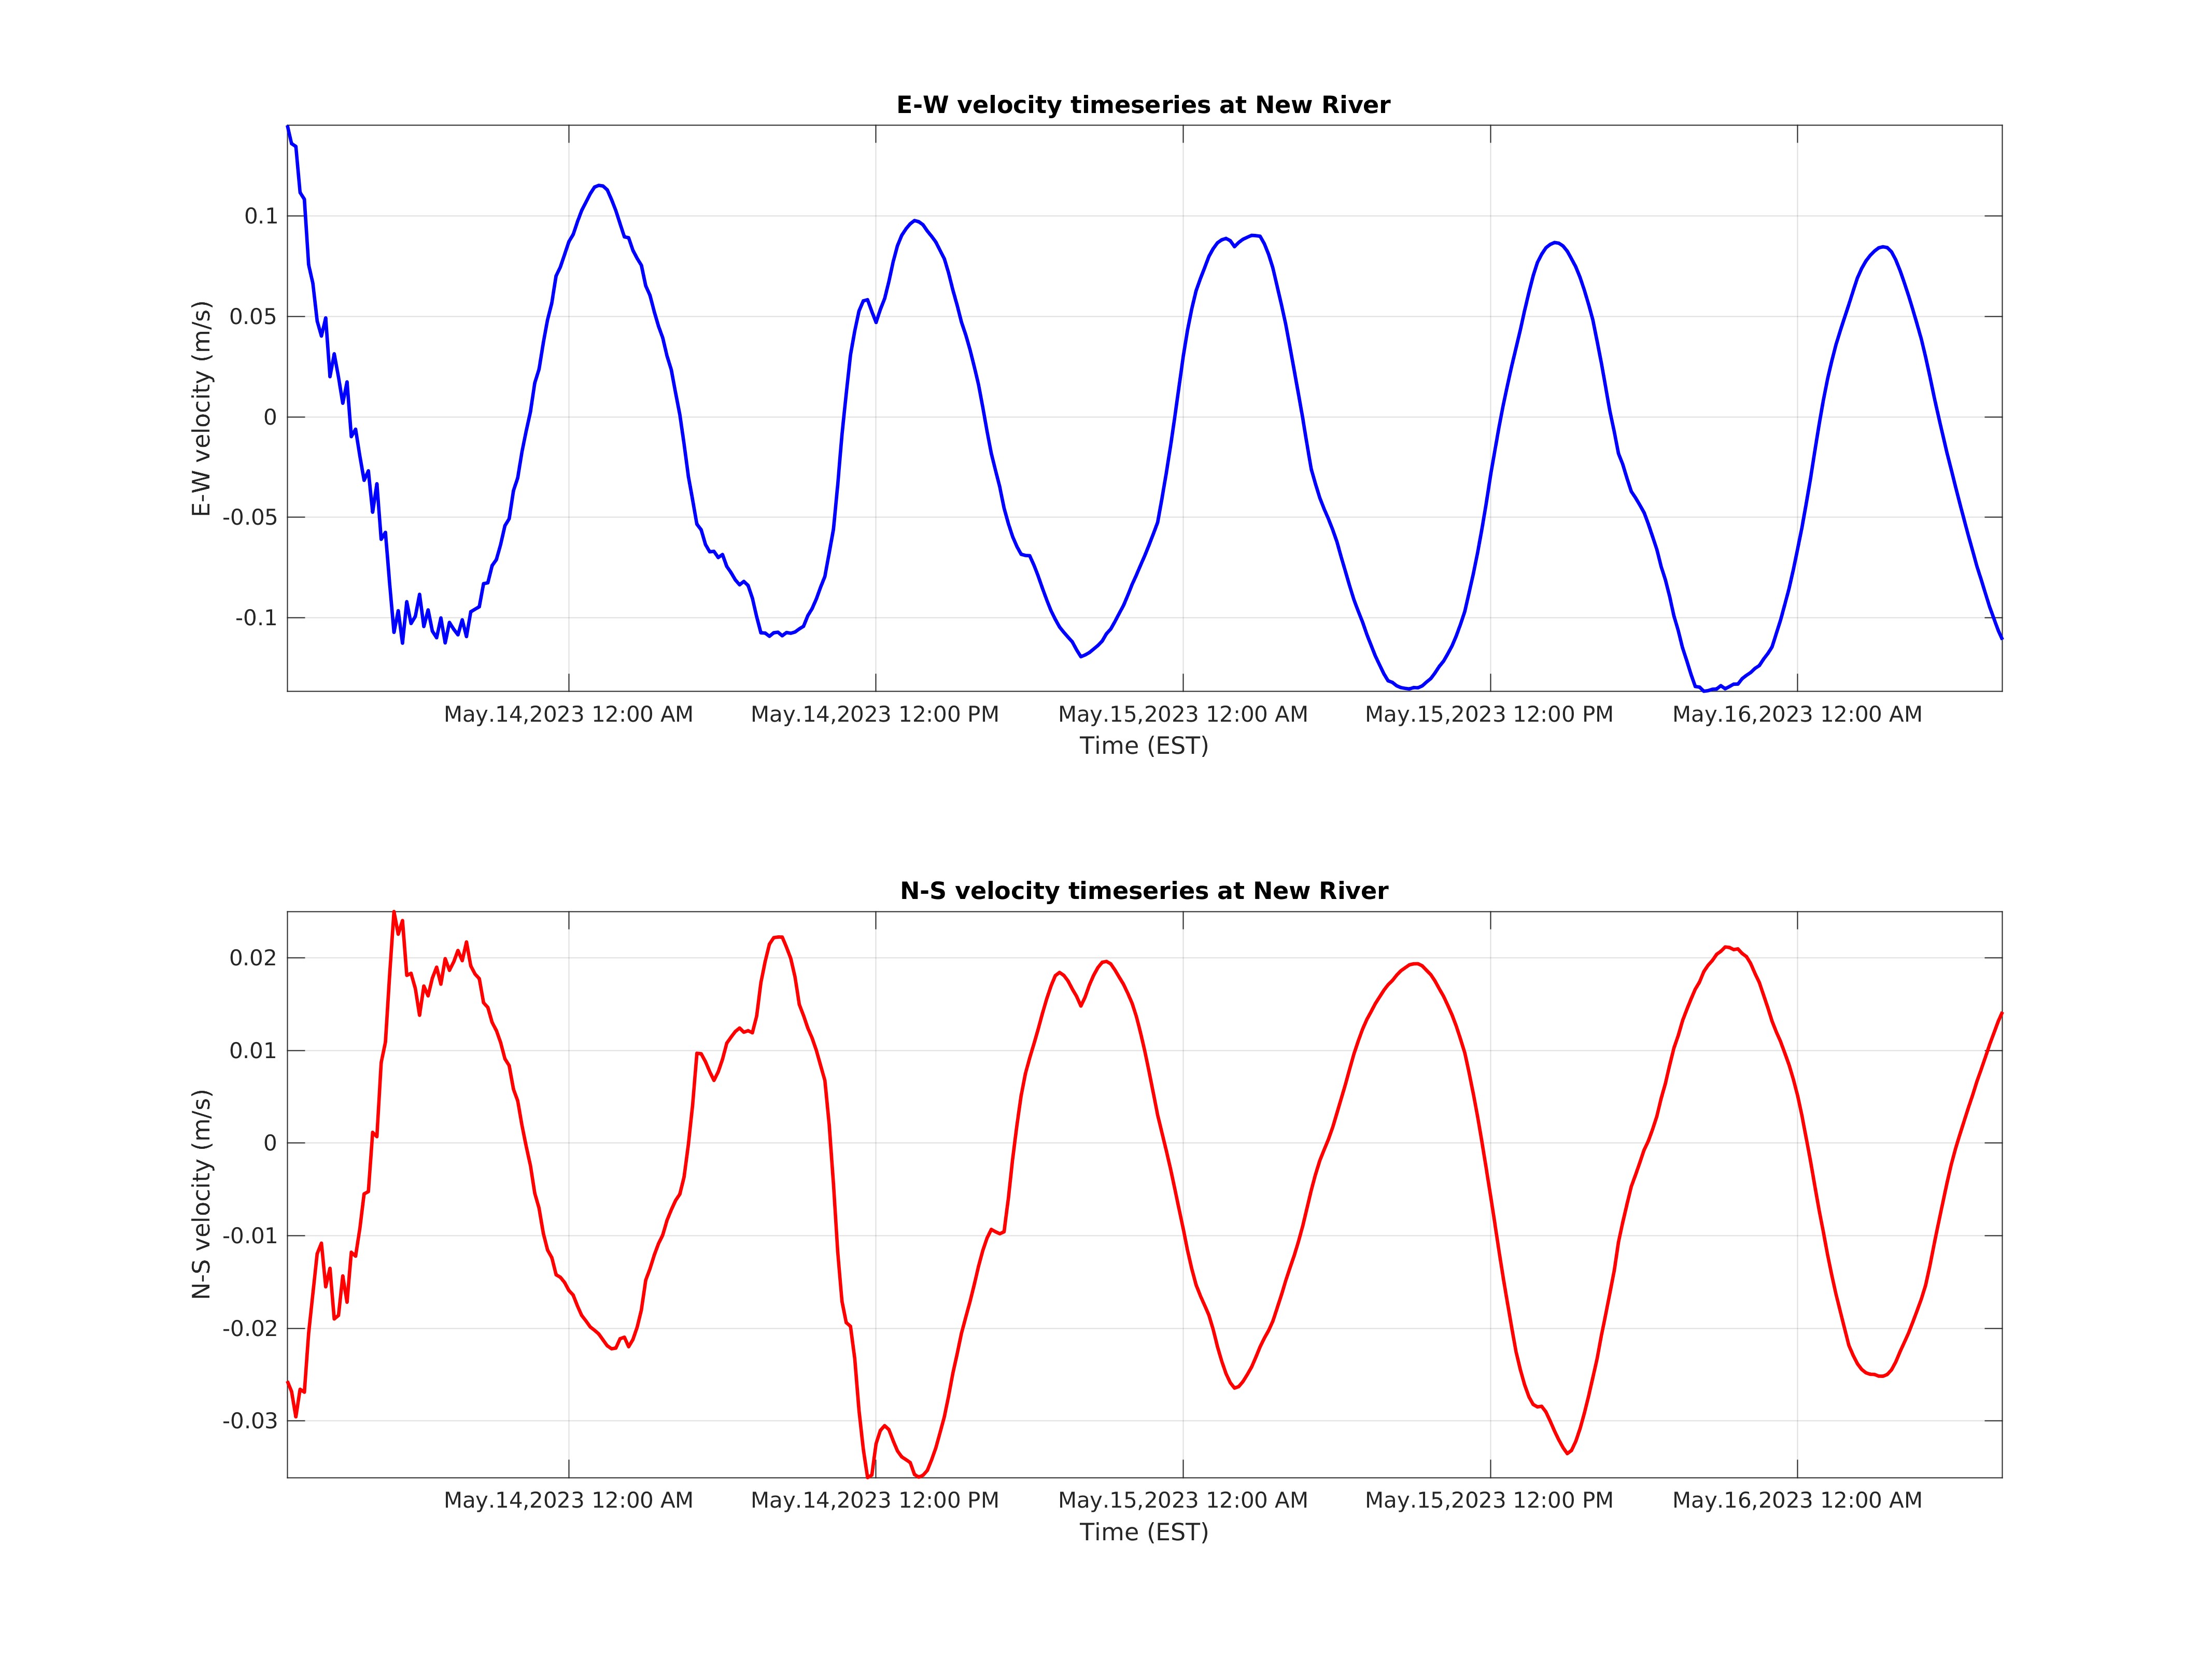 E-W velocity timeseries at New River
E-W velocity (m/s)
0.1
0.05
0
-0.05
-0.1
May.14,2023 12:00 AM
May.14,2023 12:00 PM
May.15,2023 12:00 AM
May.15,2023 12:00 PM
May.16,2023 12:00 AM
Time (EST)
N-S velocity timeseries at New River
N-S velocity (m/s)
0.02
0.01
0
-0.01
-0.02
-0.03
May.14,2023 12:00 AM
May.14,2023 12:00 PM
May.15,2023 12:00 AM
May.15,2023 12:00 PM
May.16,2023 12:00 AM
Time (EST)